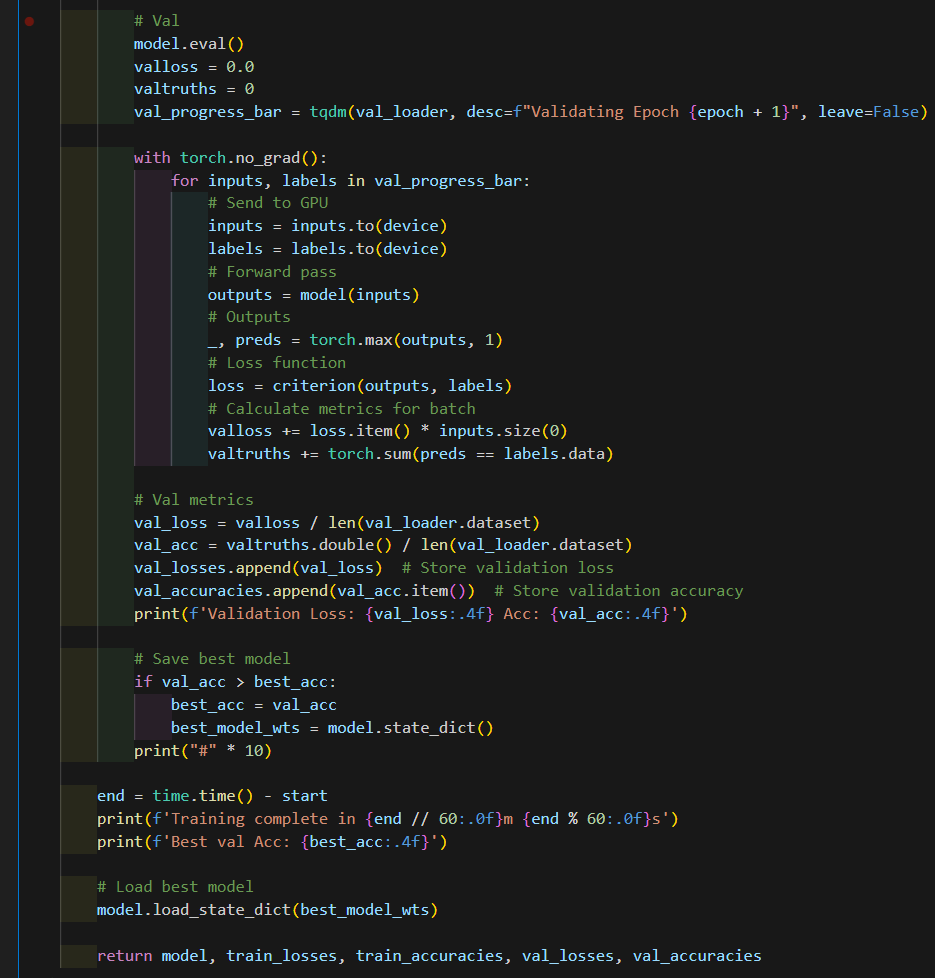 # Val
model.eval()
valloss = 0.0
valtruths = 0
val_progress_bar = tqdm(val_loader, desc=f"Validating Epoch {epoch + 1}", leave=False)
with torch.no_grad():
for inputs, labels in val_progress_bar:
# Send to GPU
inputs = inputs.to(device)
labels = labels.to(device)
# Forward pass
outputs = model(inputs)
# Outputs
_, preds = torch.max(outputs, 1)
# Loss function
loss = criterion(outputs, labels)
# Calculate metrics for batch
valloss += loss.item() * inputs.size(0)
valtruths += torch.sum(preds == labels.data)
# Val metrics
val_loss = valloss / len(val_loader.dataset)
val_acc = valtruths.double() / len(val_loader.dataset)
val_losses.append(val_loss)  # Store validation loss
val_accuracies.append(val_acc.item())  # Store validation accuracy
print(f'Validation Loss: {val_loss:.4f} Acc: {val_acc:.4f}')
# Save best model
if val_acc > best_acc:
best_acc = val_acc
best_model_wts = model.state_dict()
print("#" * 10)
end = time.time() - start
print(f'Training complete in {end // 60:.0f}m {end % 60:.0f}s')
print(f'Best val Acc: {best_acc:.4f}')
# Load best model
model.load_state_dict(best_model_wts)
return model, train_losses, train_accuracies, val_losses, val_accuracies